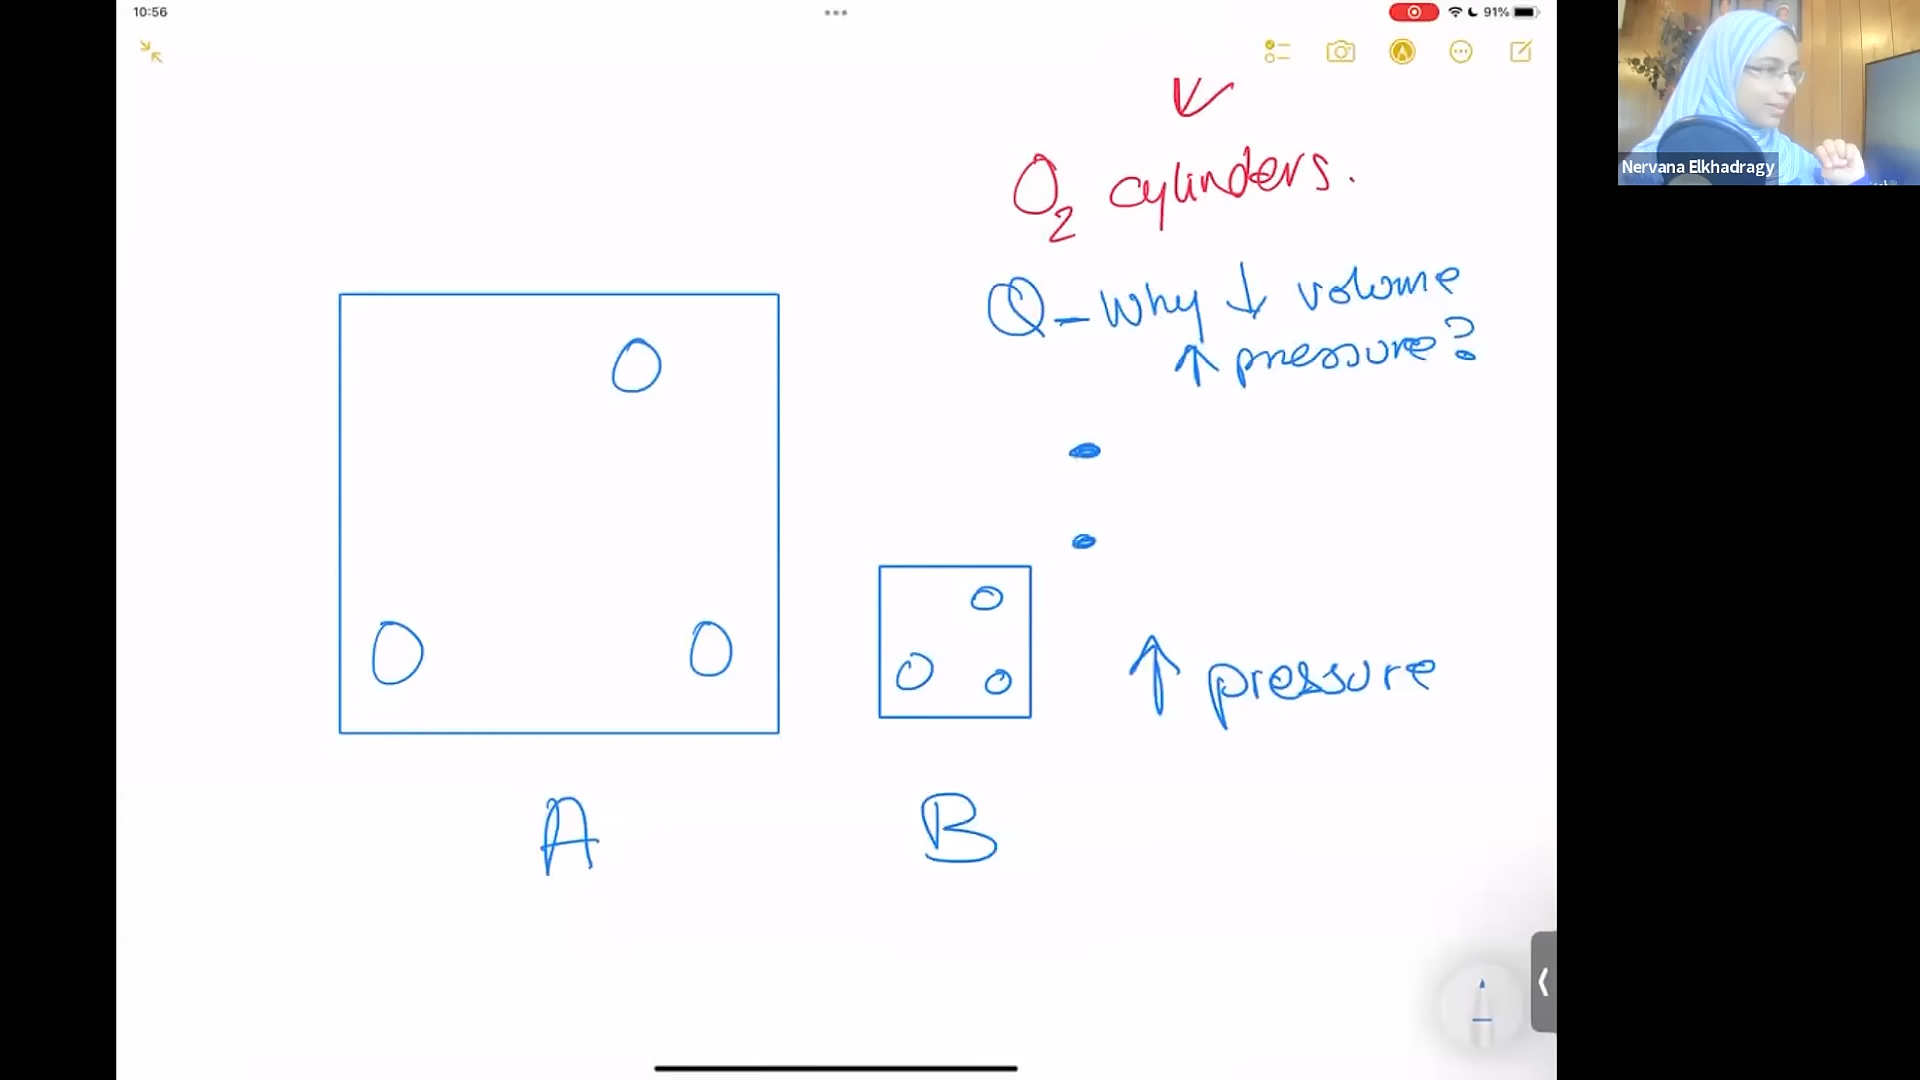 10:56
91%
Nervana Elkhadragy
O2 cylinders.
Q - Why ↓ volume
↑ pressure?
↑ pressure
A
B